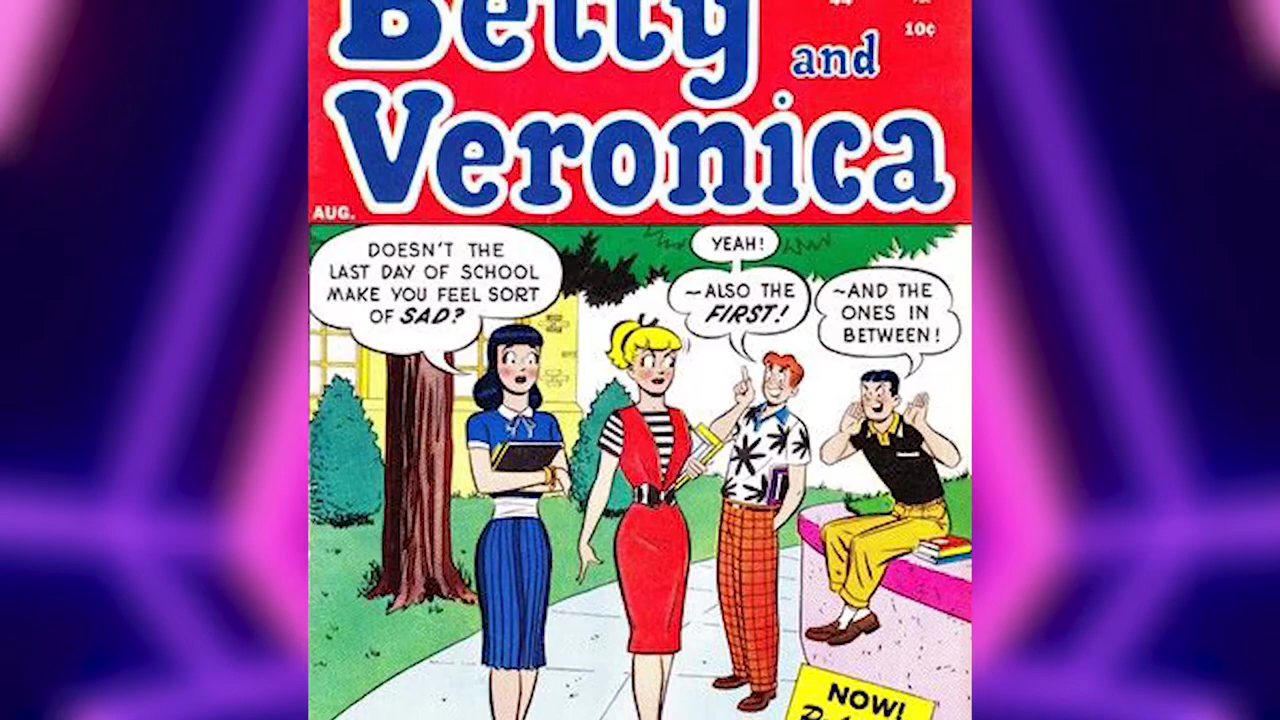 Betty
and
10¢
Veronica
AUG.
DOESN'T THE
LAST DAY OF SCHOOL
MAKE YOU FEEL SORT
OF SAD?
YEAH!
~ALSO THE
FIRST!
~AND THE
ONES IN
BETWEEN!
NOW!